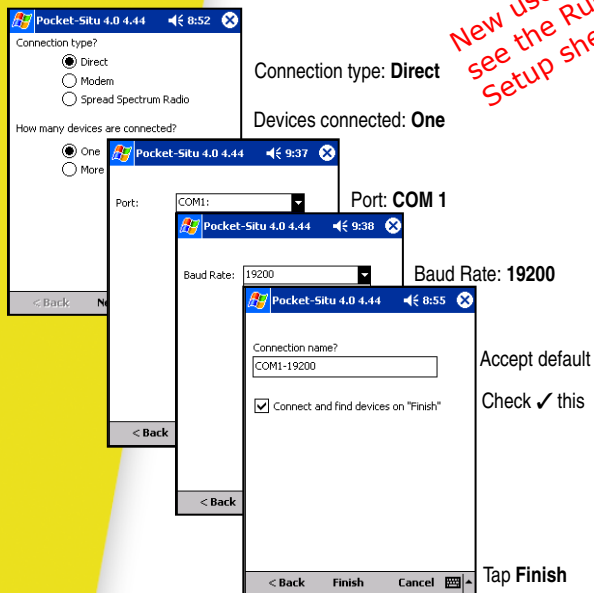 Pocket-Situ 4.0 4.44 8:52
Connection type?
Direct
Modem
Spread Spectrum Radio
How many devices are connected?
One
More
< Back
Connection type: Direct
Devices connected: One
New
see the
Setup
Pocket-Situ 4.0 4.44 9:37
Port: COM1:
< Back
Port: COM 1
Pocket-Situ 4.0 4.44 9:38
Baud Rate: 19200
< Back
Baud Rate: 19200
Pocket-Situ 4.0 4.44 8:55
Connection name?
COM1-19200
Connect and find devices on "Finish"
< Back Finish Cancel
Accept default
Check ✓ this
Tap Finish